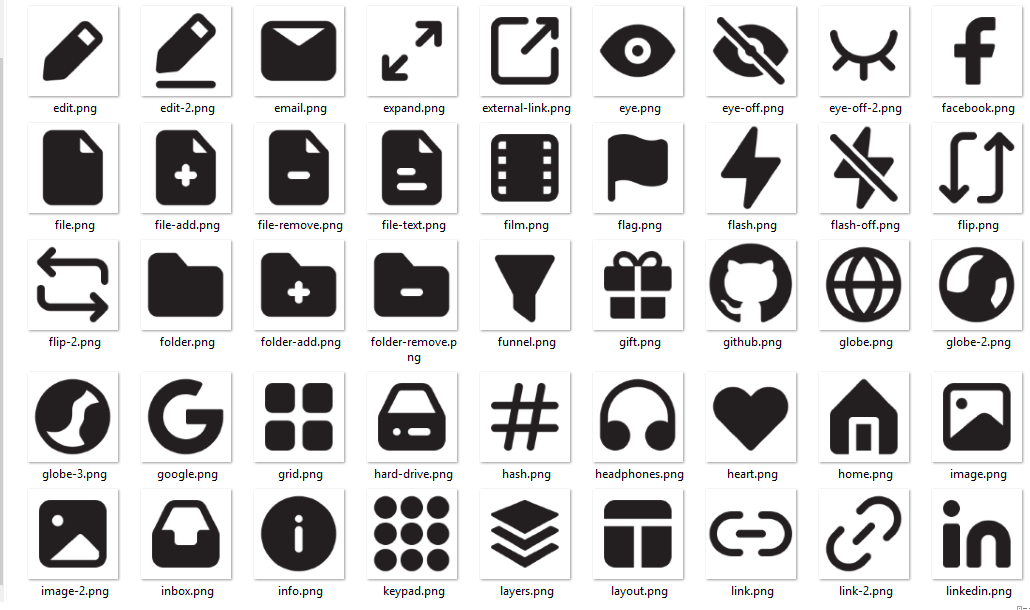 edit.png
edit-2.png
email.png
expand.png
external-link.png
eye.png
eye-off.png
eye-off-2.png
facebook.png
file.png
file-add.png
file-remove.png
file-text.png
film.png
flag.png
flash.png
flash-off.png
flip.png
flip-2.png
folder.png
folder-add.png
folder-remove.p
ng
funnel.png
gift.png
github.png
globe.png
globe-2.png
globe-3.png
google.png
grid.png
hard-drive.png
hash.png
headphones.png
heart.png
home.png
image.png
image-2.png
inbox.png
info.png
keypad.png
layers.png
layout.png
link.png
link-2.png
linkedin.png